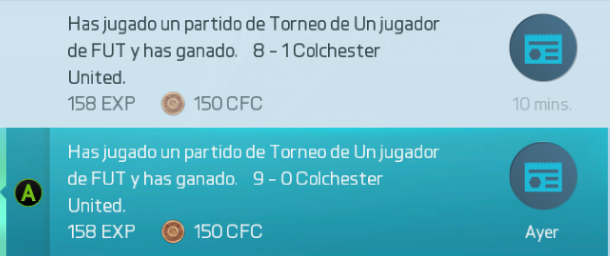 Has jugado un partido de Torneo de Un jugador
de FUT y has ganado. 8 - 1 Colchester
United.
158 EXP 150 CFC
10 mins.
Has jugado un partido de Torneo de Un jugador
de FUT y has ganado. 9 - 0 Colchester
United.
A
158 EXP 150 CFC
Ayer